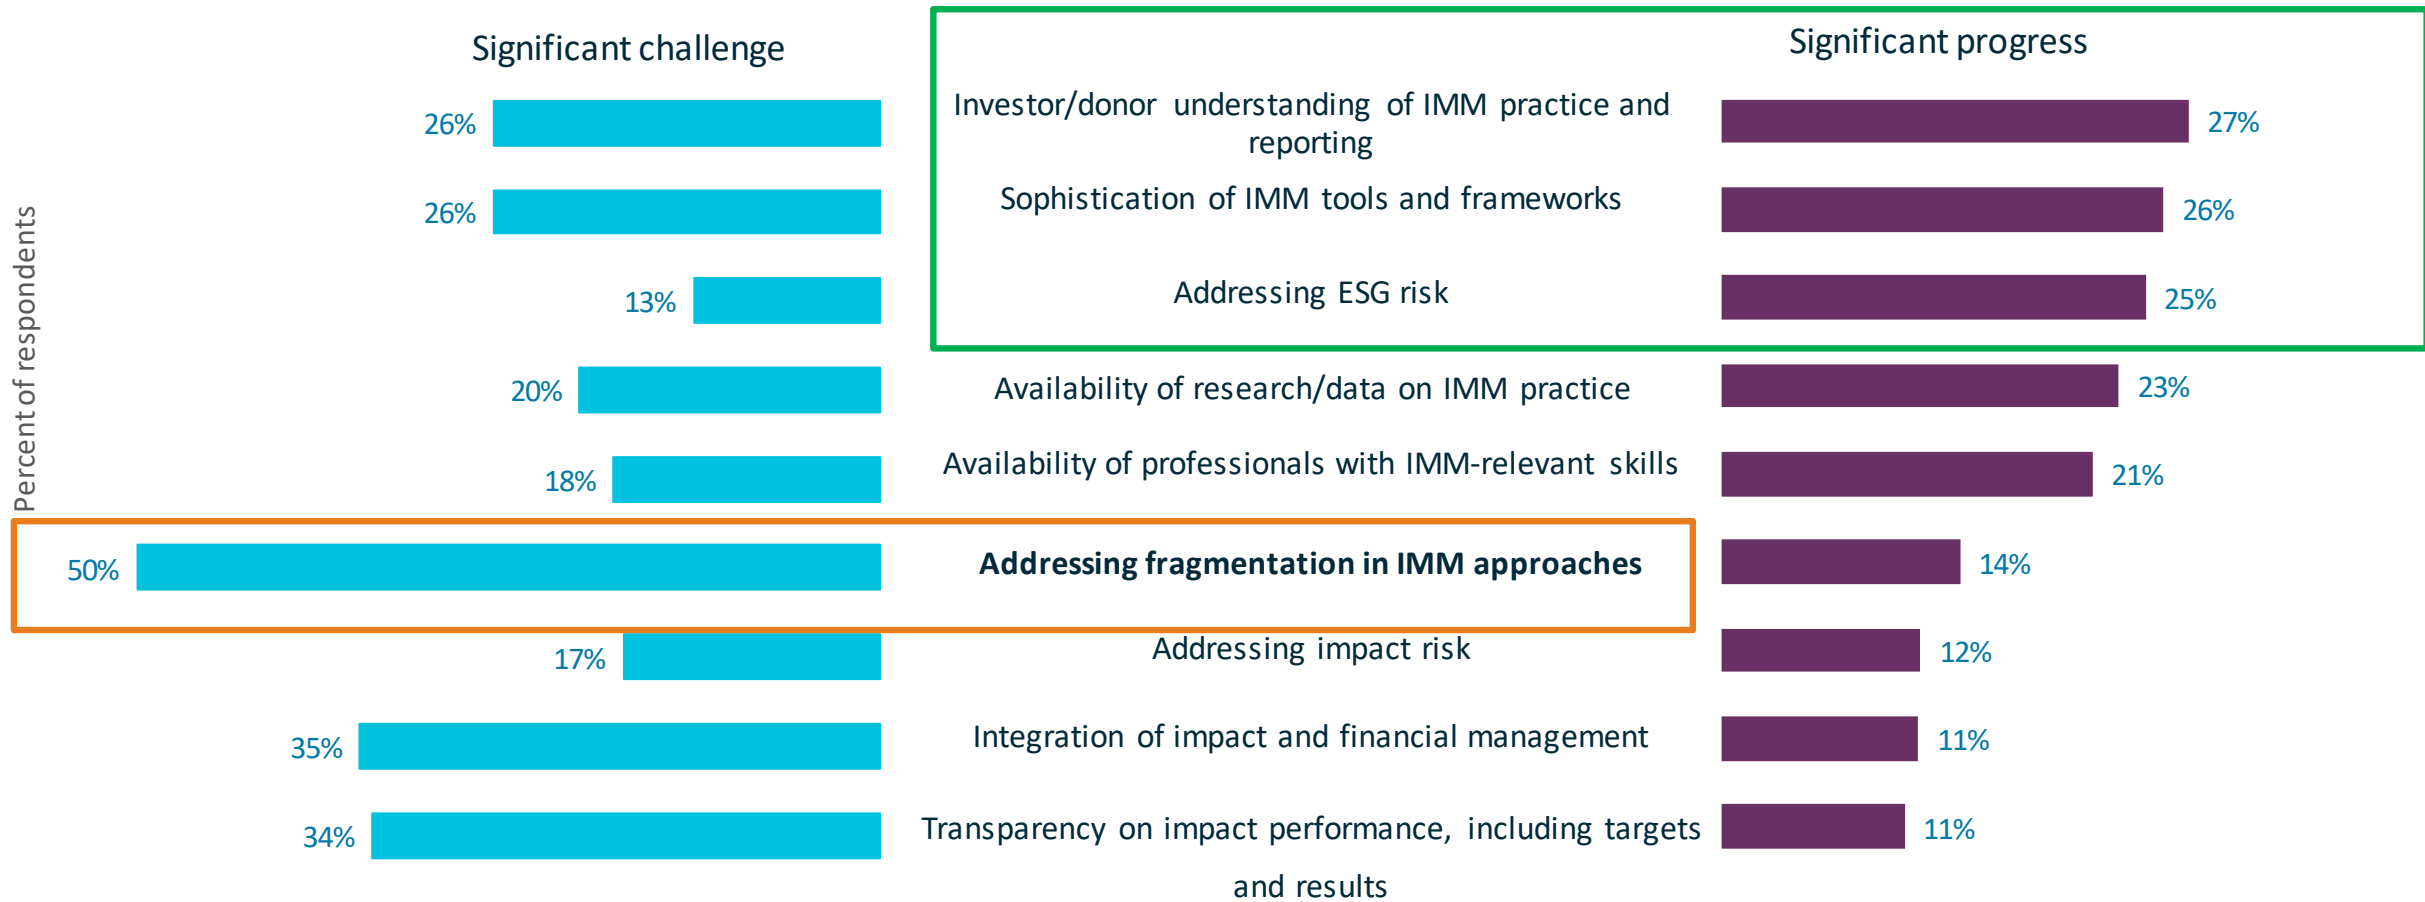 Significant challenge
Significant progress
Percent of respondents
26%
Investor/donor understanding of IMM practice and
reporting
27%
26%
Sophistication of IMM tools and frameworks
26%
13%
Addressing ESG risk
25%
20%
Availability of research/data on IMM practice
23%
18%
Availability of professionals with IMM-relevant skills
21%
50%
Addressing fragmentation in IMM approaches
14%
17%
Addressing impact risk
12%
35%
Integration of impact and financial management
11%
34%
Transparency on impact performance, including targets
and results
11%